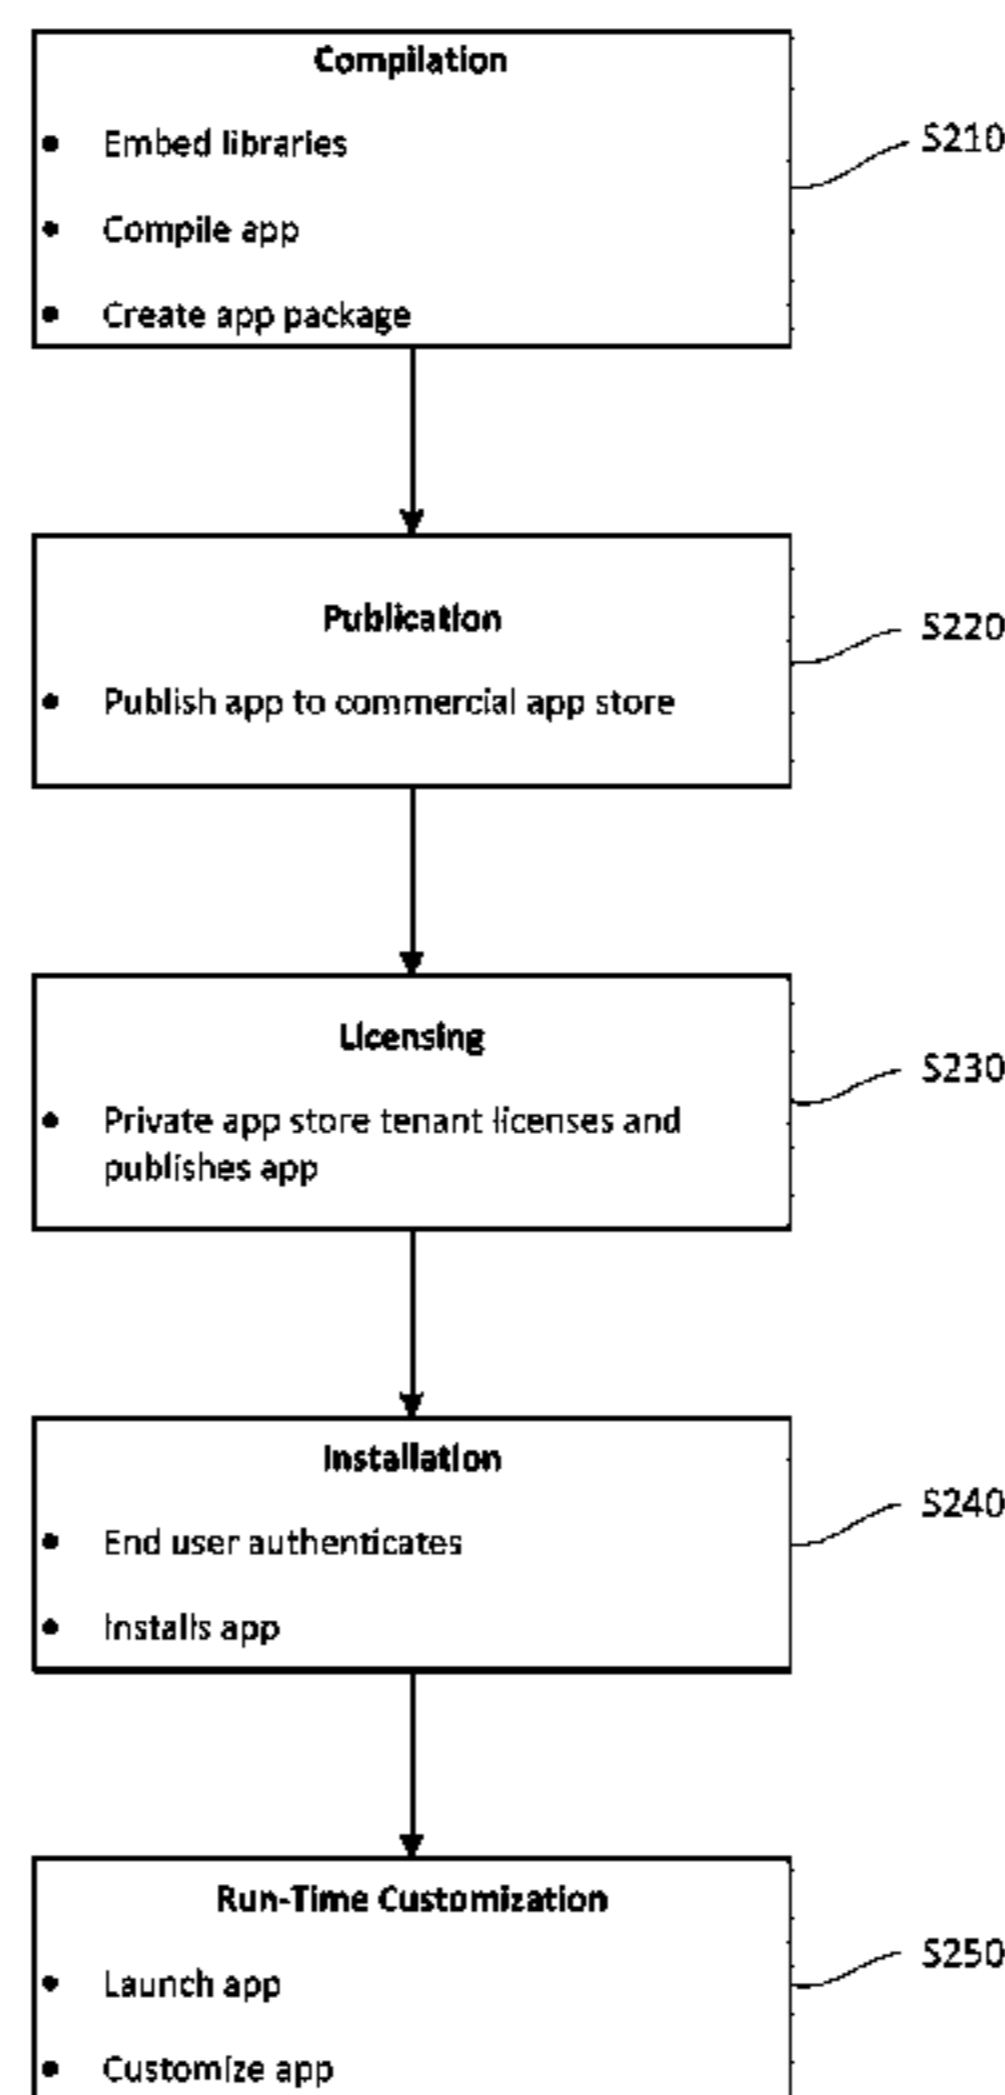 Compilation
• Embed libraries
• Compile app
• Create app package
S210
Publication
• Publish app to commercial app store
S220
Licensing
• Private app store tenant licenses and
publishes app
S230
Installation
• End user authenticates
• Installs app
S240
Run-Time Customization
• Launch app
• Customize app
S250